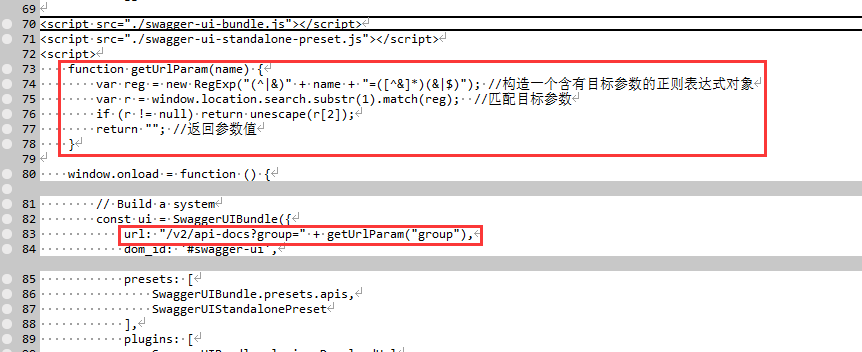 69
70 <script src="./swagger-ui-bundle.js"></script>
71 <script src="./swagger-ui-standalone-preset.js"></script>
72 <script>
73     function getUrlParam(name) {
74         var reg = new RegExp("(^|&)" + name + "=([^&]*)(&|$)"); //构造一个含有目标参数的正则表达式对象
75         var r = window.location.search.substr(1).match(reg);  //匹配目标参数
76         if (r != null) return unescape(r[2]);
77         return ""; //返回参数值
78     }
79
80     window.onload = function () {
81         // Build a system
82         const ui = SwaggerUIBundle({
83             url: "/v2/api-docs?group=" + getUrlParam("group"),
84             dom_id: '#swagger-ui',
85             presets: [
86                 SwaggerUIBundle.presets.apis,
87                 SwaggerUIStandalonePreset
88             ],
89             plugins: [